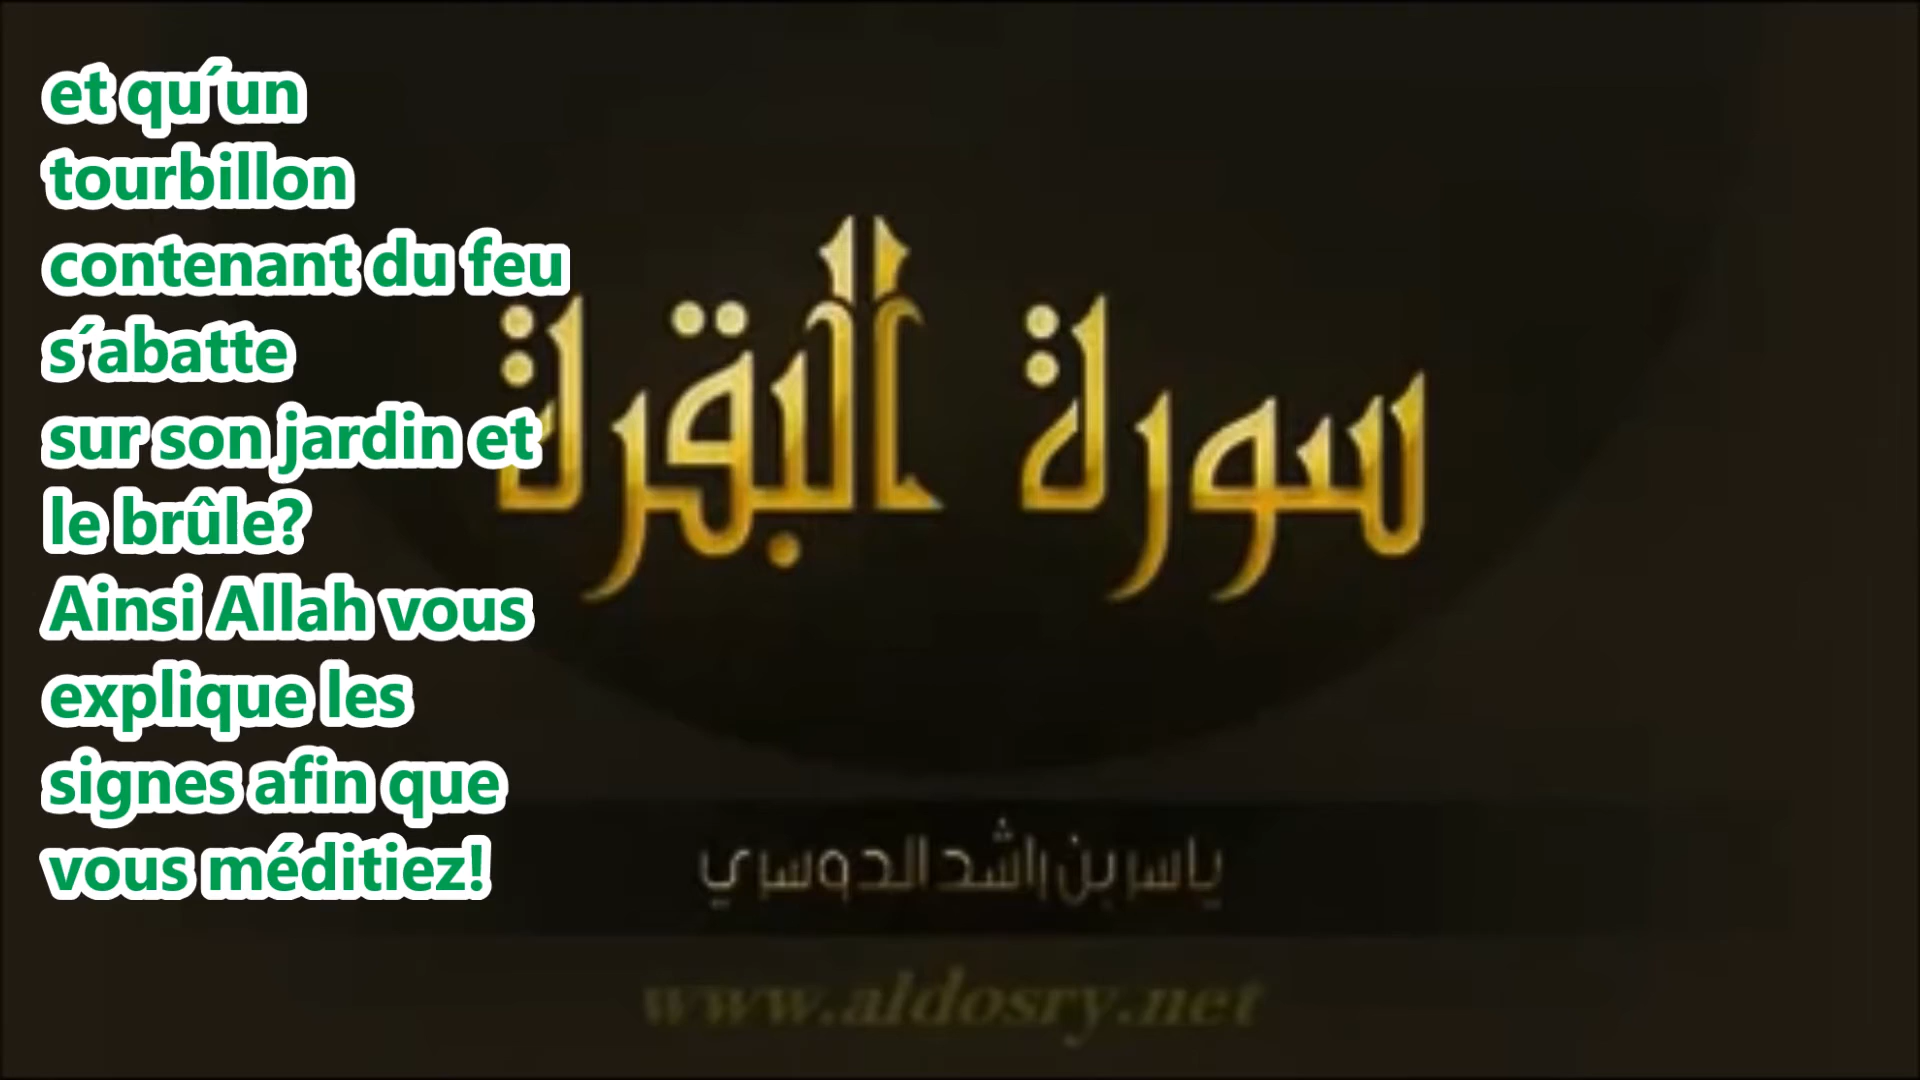 et qu´un
tourbillon
contenant du feu
s´abatte
sur son jardin et
le brûle?
Ainsi Allah vous
explique les
signes afin que
vous méditiez!
سورة البقرة
ياسر بن راشد الدوسري
www.aldosry.net